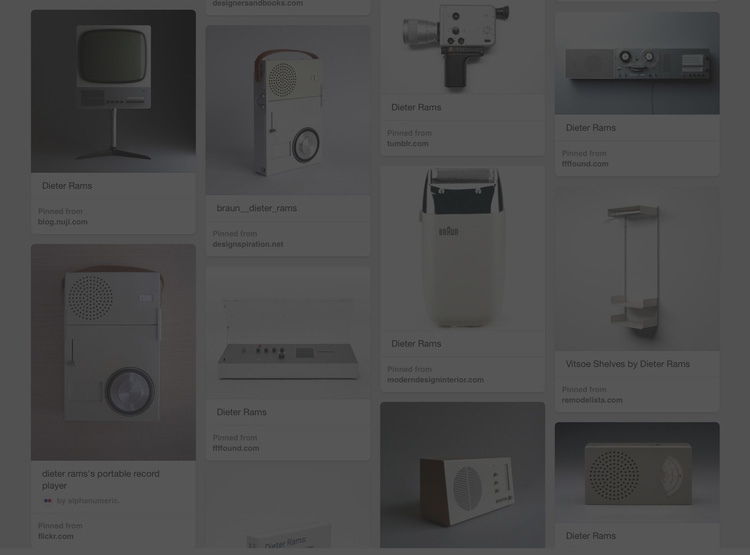 designersandbooks.com
Dieter Rams
Pinned from
blog.nuji.com
dieter rams's portable record
player
by alphanumeric.
flickr.com
braun__dieter_rams
Pinned from
designspiration.net
Dieter Rams
Pinned from
ffffound.com
Dieter Rams
Dieter Rams
Pinned from
tumblr.com
BRAUN
Dieter Rams
Pinned from
moderndesigninterior.com
Dieter Rams
Pinned from
ffffound.com
Vitsoe Shelves by Dieter Rams
Pinned from
remodelista.com
Dieter Rams